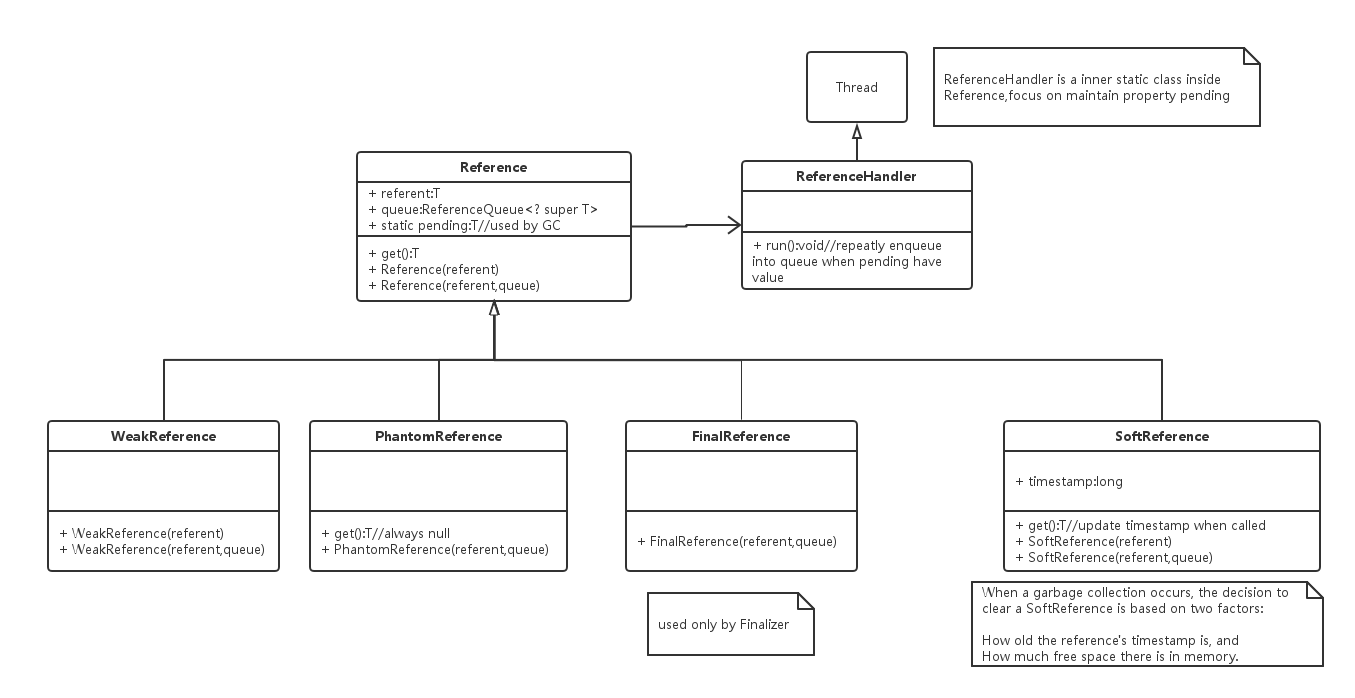 Thread
ReferenceHandler is a inner static class inside
Reference,focus on maintain property pending
Reference
+ referent:T
+ queue:ReferenceQueue<? super T>
+ static pending:T//used by GC
+ get():T
+ Reference(referent)
+ Reference(referent,queue)
ReferenceHandler
+ run():void//repeatly enqueue
into queue when pending have
value
WeakReference
+ WeakReference(referent)
+ WeakReference(referent,queue)
PhantomReference
+ get():T//always null
+ PhantomReference(referent,queue)
FinalReference
+ FinalReference(referent,queue)
used only by Finalizer
SoftReference
+ timestamp:long
+ get():T//update timestamp when called
+ SoftReference(referent)
+ SoftReference(referent,queue)
When a garbage collection occurs, the decision to
clear a SoftReference is based on two factors:
How old the reference's timestamp is, and
How much free space there is in memory.